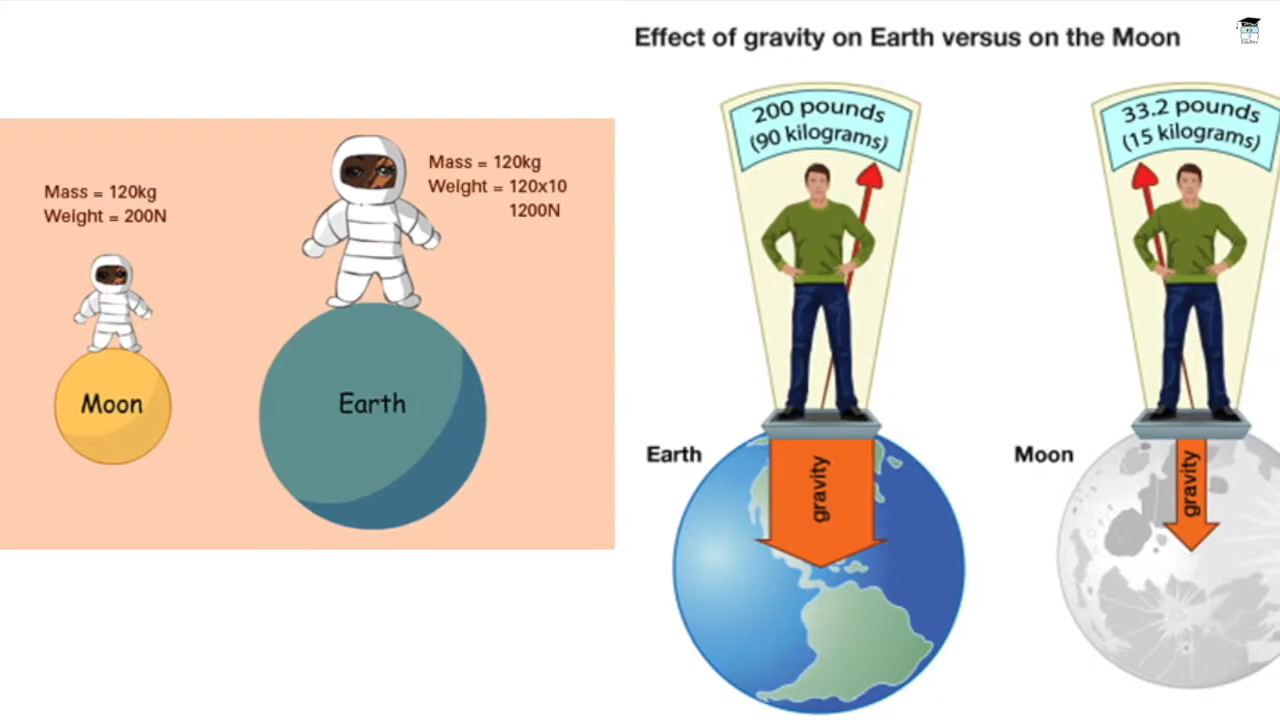 Effect of gravity on Earth versus on the Moon
EduRev
Mass = 120kg
Weight = 200N
Mass = 120kg
Weight = 120x10
1200N
Moon
Earth
200 pounds
(90 kilograms)
33.2 pounds
(15 kilograms)
Earth
gravity
Moon
gravity